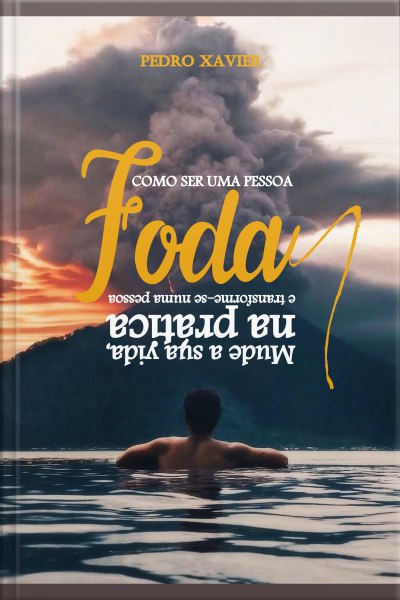 PEDRO XAVIER
COMO SER UMA PESSOA
Foda
Mude a sua vida,
na pratica
e transforme-se numa pessoa